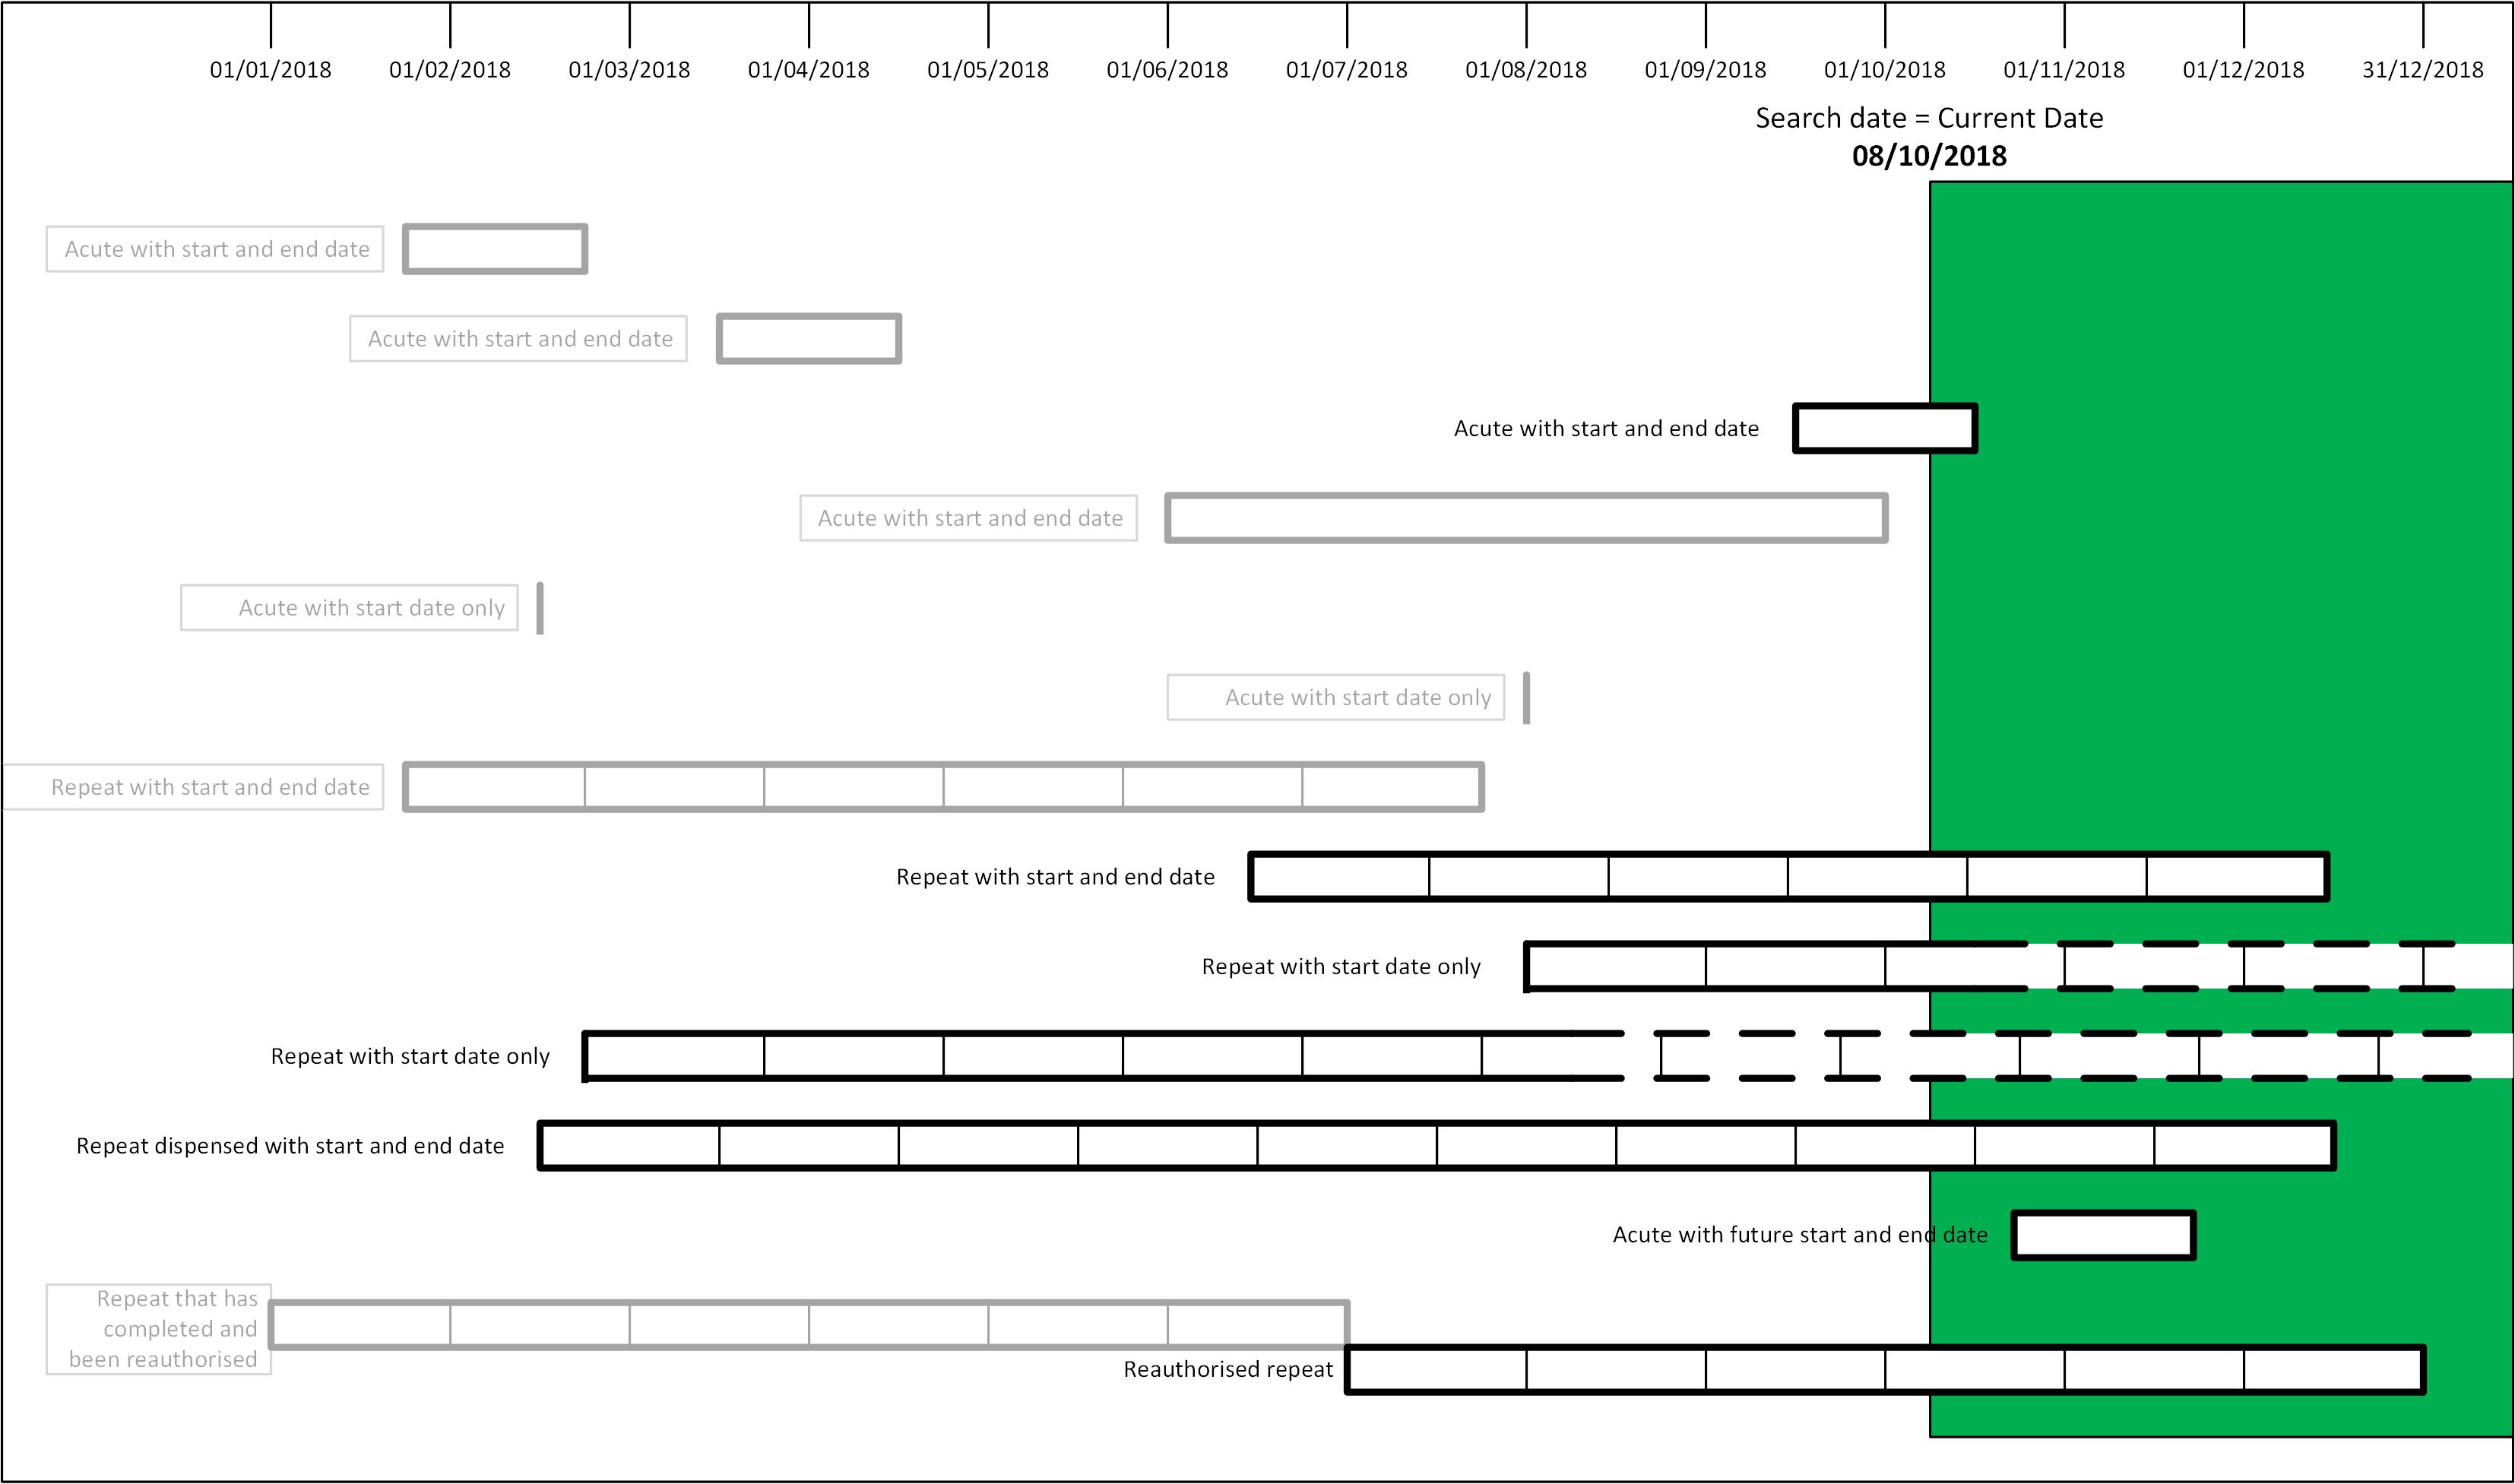 01/01/2018 01/02/2018 01/03/2018 01/04/2018 01/05/2018 01/06/2018 01/07/2018 01/08/2018 01/09/2018 01/10/2018 01/11/2018 01/12/2018 31/12/2018
Search date = Current Date
08/10/2018
Acute with start and end date
Acute with start and end date
Acute with start and end date
Acute with start and end date
Acute with start date only
Acute with start date only
Repeat with start and end date
Repeat with start and end date
Repeat with start date only
Repeat with start date only
Repeat dispensed with start and end date
Acute with future start and end date
Repeat that has
completed and
been reauthorised
Reauthorised repeat